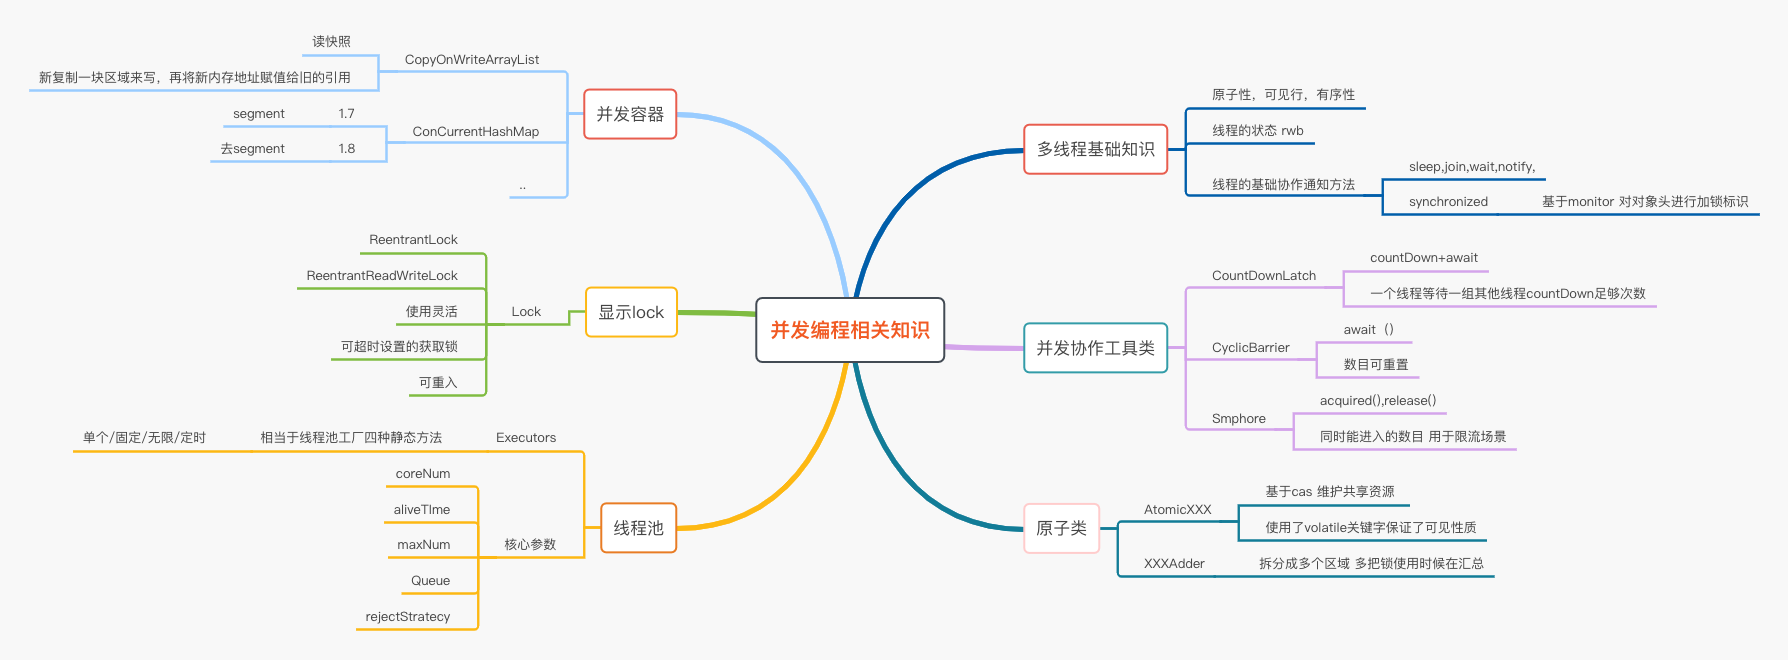 并发编程相关知识
并发容器
CopyOnWriteArrayList
读快照
新复制一块区域来写，再将新内存地址赋值给旧的引用
ConCurrentHashMap
1.7
segment
1.8
去segment
..
显示lock
Lock
ReentrantLock
ReentrantReadWriteLock
使用灵活
可超时设置的获取锁
可重入
线程池
Executors
相当于线程池工厂四种静态方法
单个/固定/无限/定时
核心参数
coreNum
aliveTIme
maxNum
Queue
rejectStratecy
多线程基础知识
原子性，可见行，有序性
线程的状态 rwb
线程的基础协作通知方法
sleep,join,wait,notify,
synchronized
基于monitor 对对象头进行加锁标识
并发协作工具类
CountDownLatch
countDown+await
一个线程等待一组其他线程countDown足够次数
CyclicBarrier
await（）
数目可重置
Smphore
acquired(),release()
同时能进入的数目 用于限流场景
原子类
AtomicXXX
基于cas 维护共享资源
使用了volatile关键字保证了可见性质
XXXAdder
拆分成多个区域 多把锁使用时候在汇总